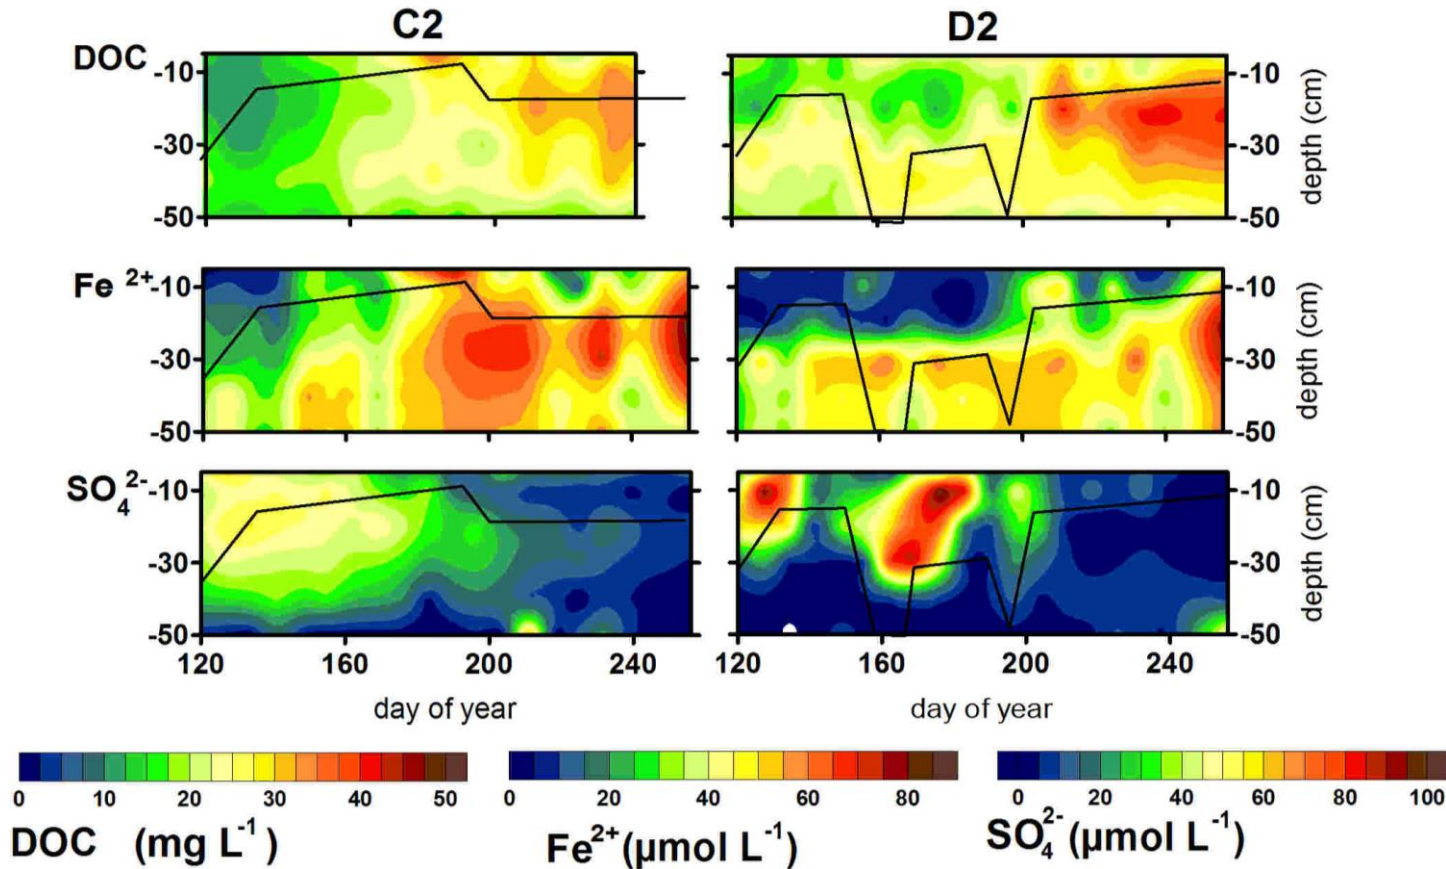 C2 D2
DOC -10 -10
-30 -30
-50 -50
depth (cm)
Fe 2+ -10 -10
-30 -30
-50 -50
depth (cm)
SO₄²⁻ -10 -10
-30 -30
-50 -50
depth (cm)
120 160 200 240 120 160 200 240
day of year day of year
0 10 20 30 40 50 0 20 40 60 80 0 20 40 60 80 100
DOC (mg L⁻¹) Fe²⁺(µmol L⁻¹) SO₄²⁻(µmol L⁻¹)